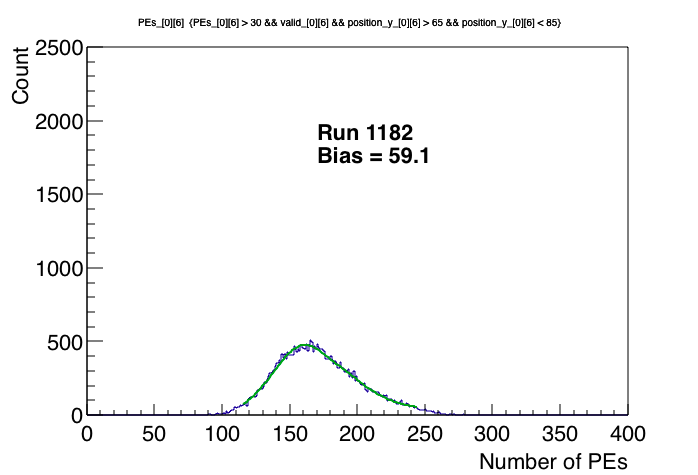 PEs_[0][6] {PEs_[0][6] > 30 && valid_[0][6] && position_y_[0][6] > 65 && position_y_[0][6] < 85}
Count
2500
2000
1500
1000
500
0
Run 1182
Bias = 59.1
0 50 100 150 200 250 300 350 400
Number of PEs